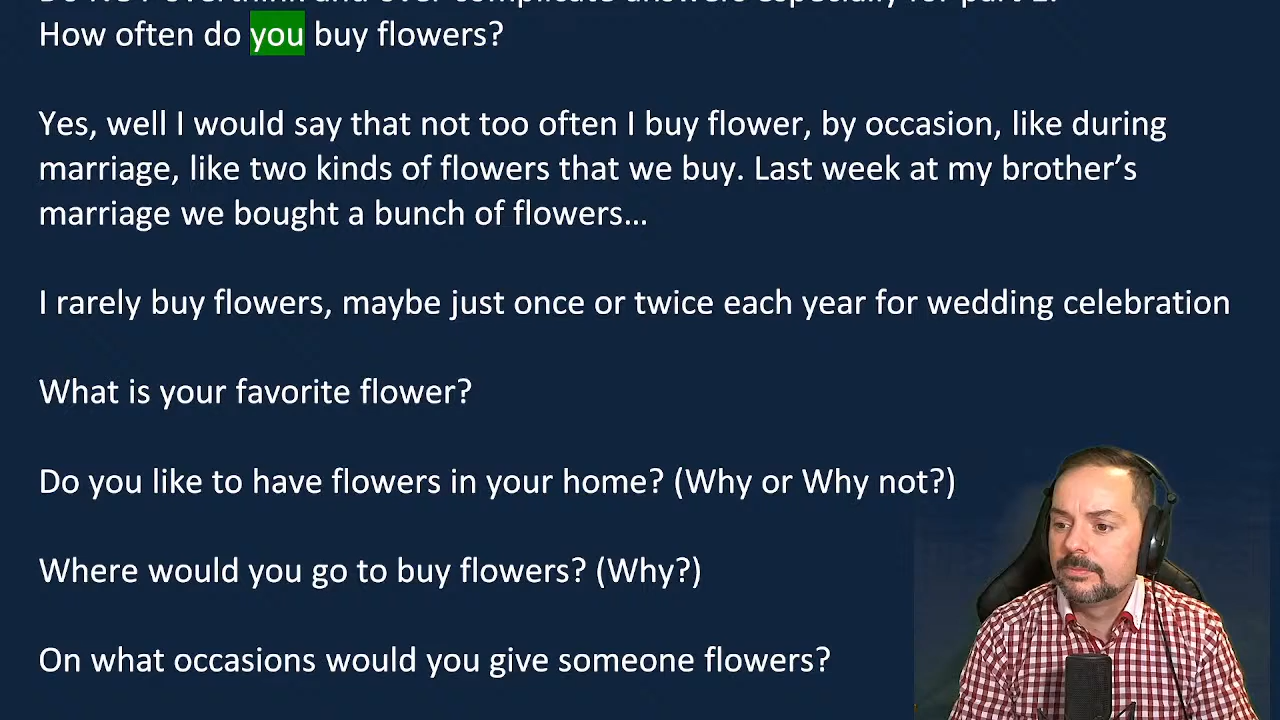 How often do you buy flowers?
Yes, well I would say that not too often I buy flower, by occasion, like during
marriage, like two kinds of flowers that we buy. Last week at my brother’s
marriage we bought a bunch of flowers…
I rarely buy flowers, maybe just once or twice each year for wedding celebration
What is your favorite flower?
Do you like to have flowers in your home? (Why or Why not?)
Where would you go to buy flowers? (Why?)
On what occasions would you give someone flowers?